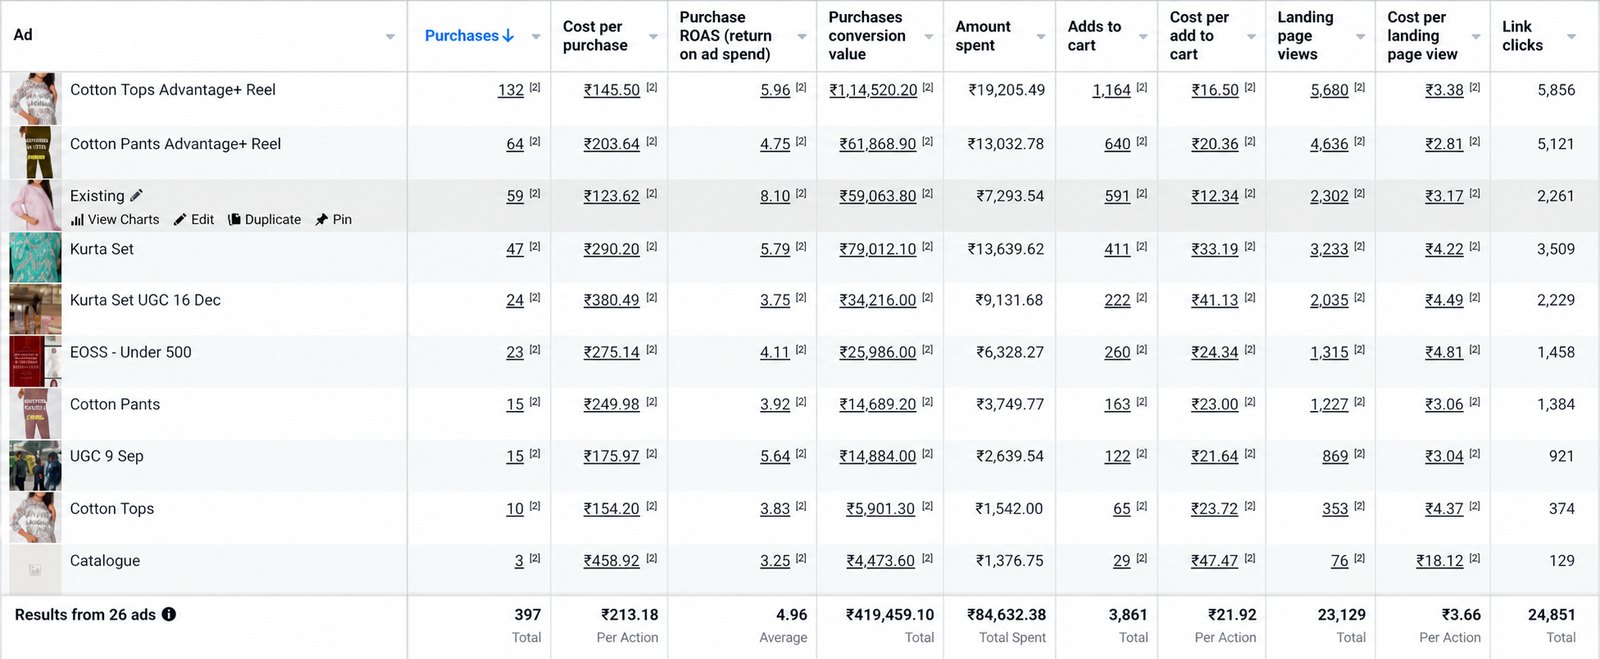 Ad Purchases↓ Cost per purchase Purchase ROAS (return on ad spend) Purchases conversion value Amount spent Adds to cart Cost per add to cart Landing page views Cost per landing page view Link clicks
Cotton Tops Advantage+ Reel 132 [2] ₹145.50 [2] 5.96 [2] ₹1,14,520.20 [2] ₹19,205.49 1,164 [2] ₹16.50 [2] 5,680 [2] ₹3.38 [2] 5,856
Cotton Pants Advantage+ Reel 64 [2] ₹203.64 [2] 4.75 [2] ₹61,868.90 [2] ₹13,032.78 640 [2] ₹20.36 [2] 4,636 [2] ₹2.81 [2] 5,121
Existing 59 [2] ₹123.62 [2] 8.10 [2] ₹59,063.80 [2] ₹7,293.54 591 [2] ₹12.34 [2] 2,302 [2] ₹3.17 [2] 2,261
View Charts Edit Duplicate Pin
Kurta Set 47 [2] ₹290.20 [2] 5.79 [2] ₹79,012.10 [2] ₹13,639.62 411 [2] ₹33.19 [2] 3,233 [2] ₹4.22 [2] 3,509
Kurta Set UGC 16 Dec 24 [2] ₹380.49 [2] 3.75 [2] ₹34,216.00 [2] ₹9,131.68 222 [2] ₹41.13 [2] 2,035 [2] ₹4.49 [2] 2,229
EOSS - Under 500 23 [2] ₹275.14 [2] 4.11 [2] ₹25,986.00 [2] ₹6,328.27 260 [2] ₹24.34 [2] 1,315 [2] ₹4.81 [2] 1,458
Cotton Pants 15 [2] ₹249.98 [2] 3.92 [2] ₹14,689.20 [2] ₹3,749.77 163 [2] ₹23.00 [2] 1,227 [2] ₹3.06 [2] 1,384
UGC 9 Sep 15 [2] ₹175.97 [2] 5.64 [2] ₹14,884.00 [2] ₹2,639.54 122 [2] ₹21.64 [2] 869 [2] ₹3.04 [2] 921
Cotton Tops 10 [2] ₹154.20 [2] 3.83 [2] ₹5,901.30 [2] ₹1,542.00 65 [2] ₹23.72 [2] 353 [2] ₹4.37 [2] 374
Catalogue 3 [2] ₹458.92 [2] 3.25 [2] ₹4,473.60 [2] ₹1,376.75 29 [2] ₹47.47 [2] 76 [2] ₹18.12 [2] 129
Results from 26 ads 397 ₹213.18 4.96 ₹419,459.10 ₹84,632.38 3,861 ₹21.92 23,129 ₹3.66 24,851
Total Per Action Average Total Total Spent Total Per Action Total Per Action Total